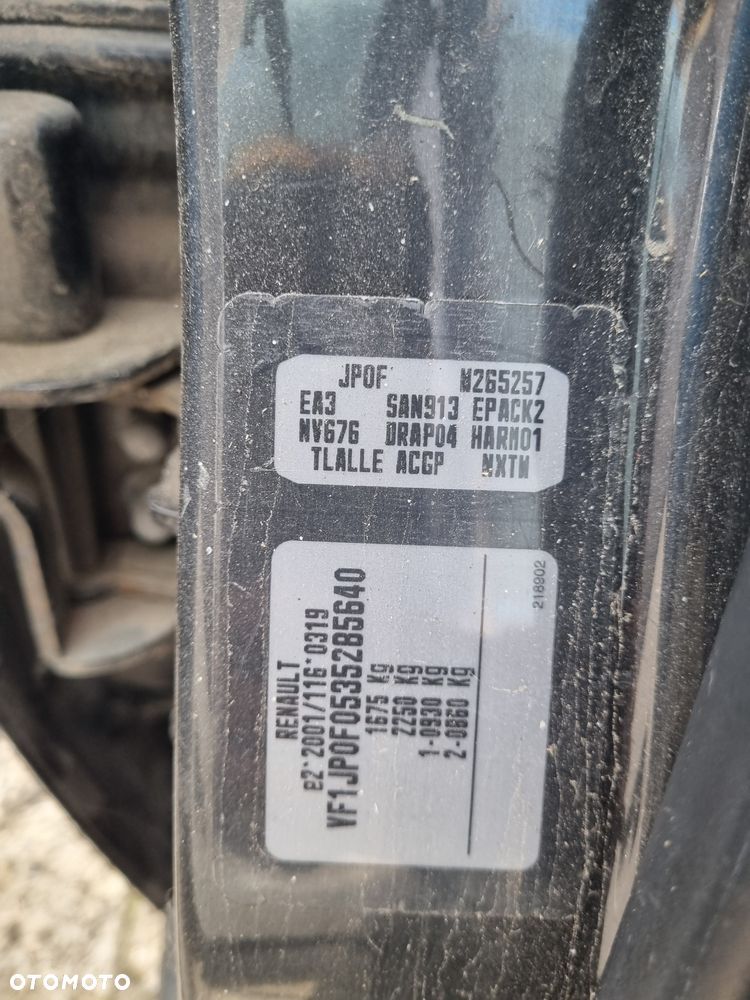 JP0F N265257
EA3 SAN913 EPACK2
NV676 DRAP04 HARM01
TLALLE ACGP NXTN
RENAULT
e2*2001/116*0319
VF1JP0F0535285640
1675 Kg
2250 Kg
1-0930 Kg
2-0860 Kg
218902
OTOMOTO